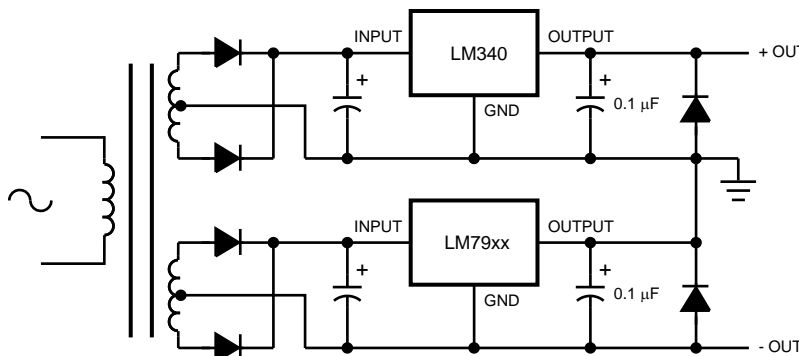 INPUT
LM340
OUTPUT
+ OUT
+
+
0.1 μF
GND
INPUT
LM79xx
OUTPUT
+
+
0.1 μF
GND
- OUT